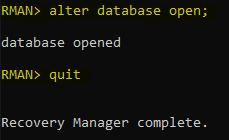 RMAN> alter database open;
database opened
RMAN> quit
Recovery Manager complete.